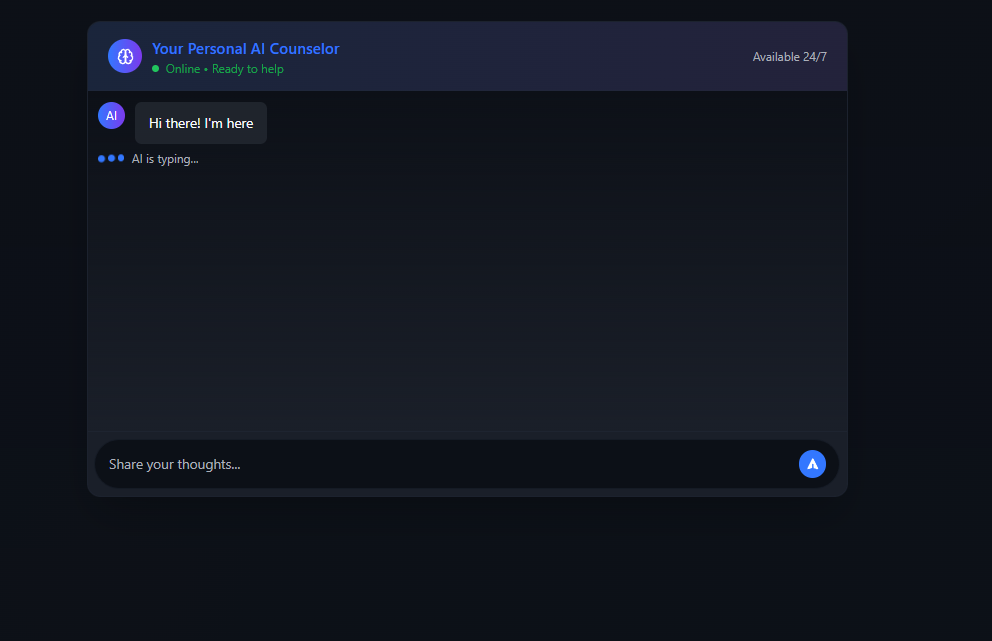 Your Personal AI Counselor
Online • Ready to help
Available 24/7
AI
Hi there! I'm here
AI is typing...
Share your thoughts...